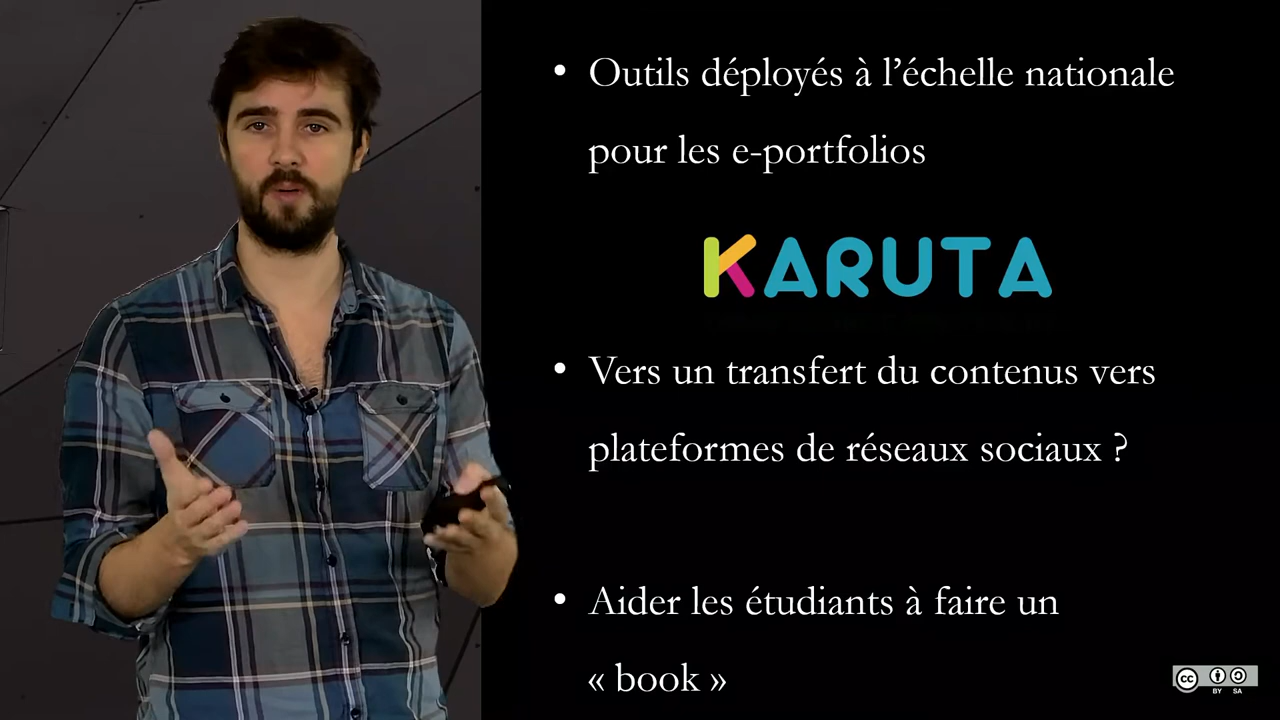 • Outils déployés à l’échelle nationale
pour les e-portfolios
KARUTA
• Vers un transfert du contenus vers
plateformes de réseaux sociaux ?
• Aider les étudiants à faire un
« book »
cc
BY SA